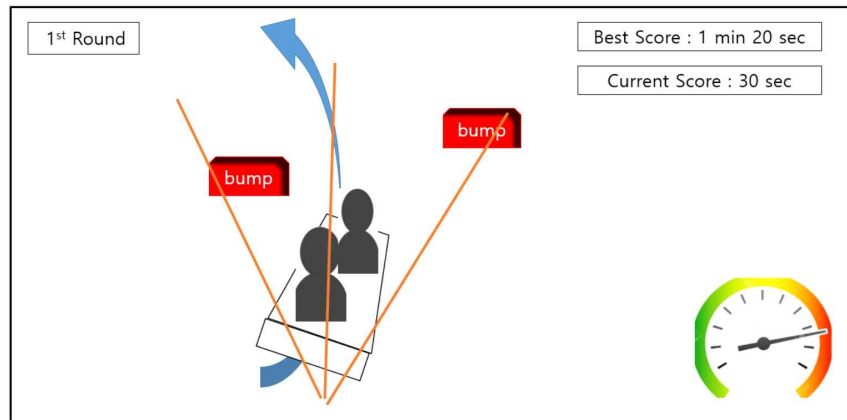 1st Round
Best Score : 1 min 20 sec
Current Score : 30 sec
bump
bump